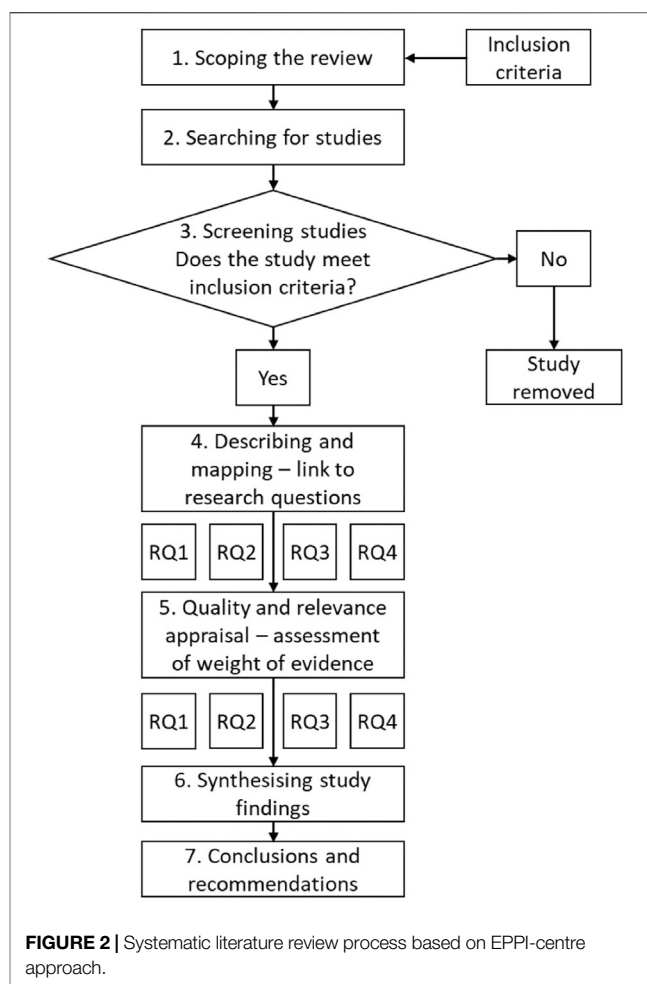 1. Scoping the review
Inclusion
criteria
2. Searching for studies
3. Screening studies
Does the study meet
inclusion criteria?
No
Study
removed
Yes
4. Describing and
mapping – link to
research questions
RQ1 RQ2 RQ3 RQ4
5. Quality and relevance
appraisal – assessment
of weight of evidence
RQ1 RQ2 RQ3 RQ4
6. Synthesising study
findings
7. Conclusions and
recommendations
FIGURE 2 | Systematic literature review process based on EPPI-centre
approach.